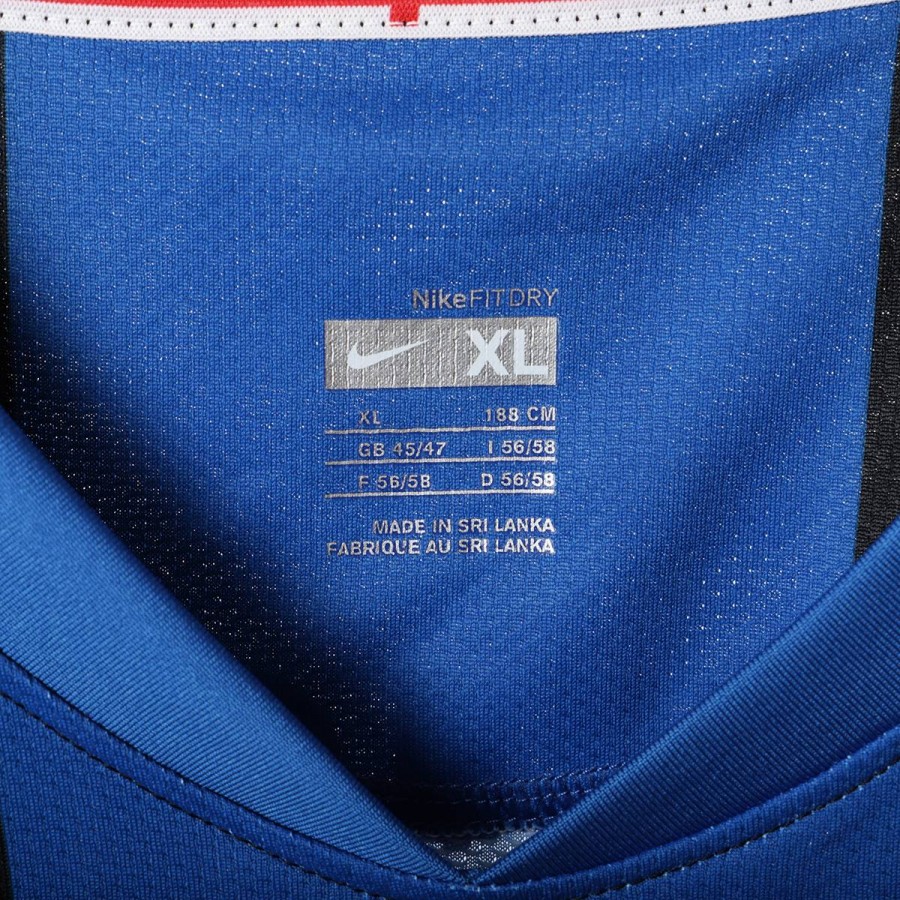 NikeFITDRY
XL
XL 188 CM
GB 45/47 I 56/58
F 56/58 D 56/58
MADE IN SRI LANKA
FABRIQUE AU SRI LANKA